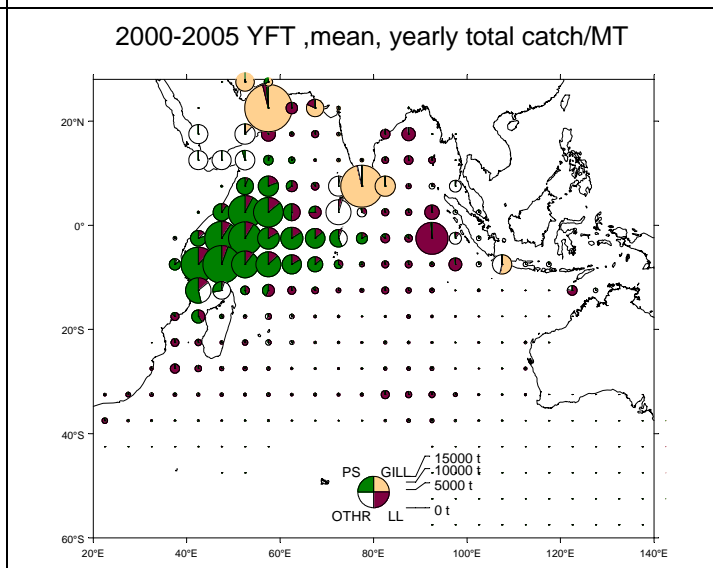 2000-2005 YFT ,mean, yearly total catch/MT
20°N
0°
20°S
40°S
60°S
15000 t
PS GILL 10000 t
5000 t
OTHR LL 0 t
20°E 40°E 60°E 80°E 100°E 120°E 140°E